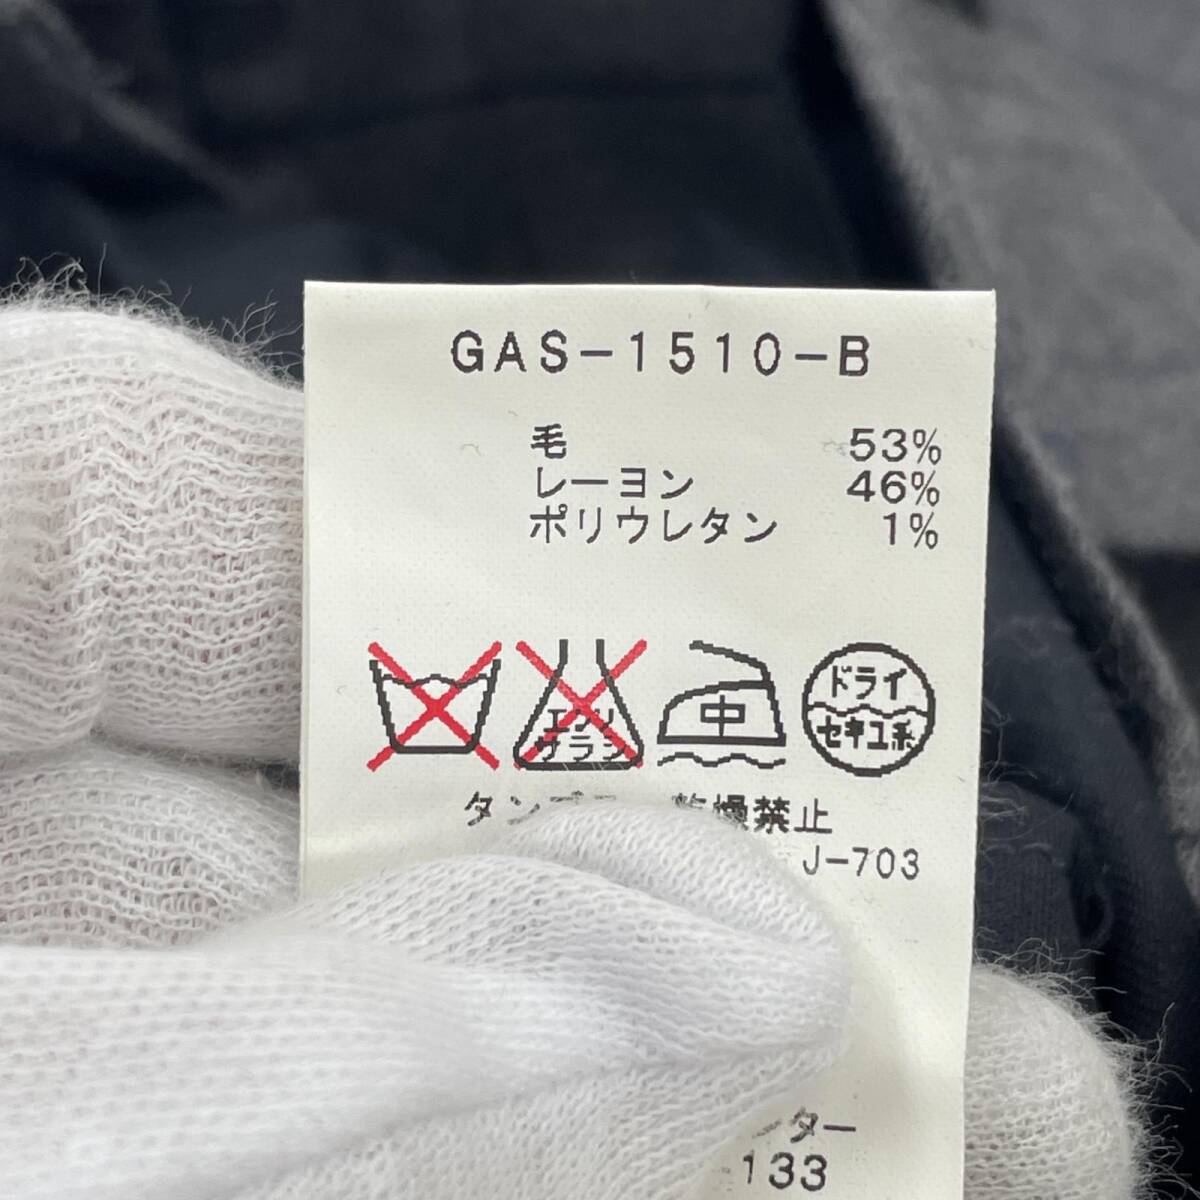 GAS-1510-B
毛 53%
レーヨン 46%
ポリウレタン 1%
エンソ
サラシ
中
ドライ
セキユ系
乾燥禁止
J-703
ター
133